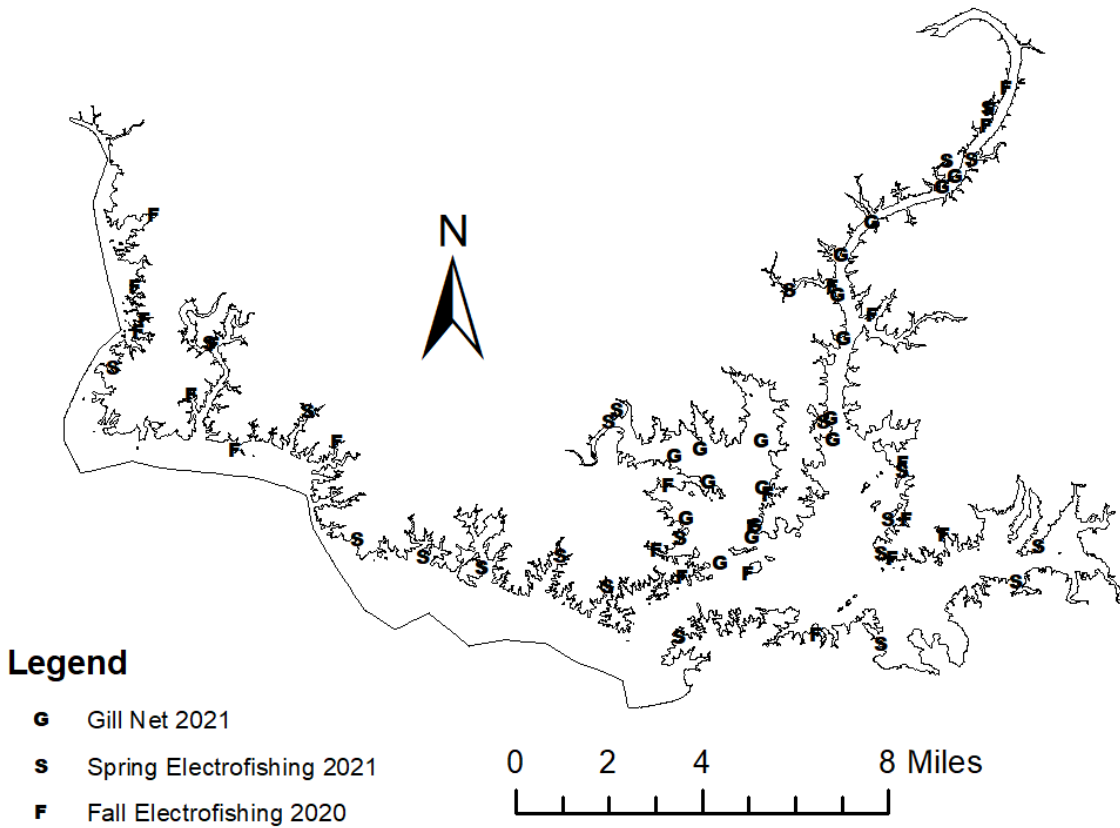 N
Legend
G Gill Net 2021
S Spring Electrofishing 2021
F Fall Electrofishing 2020
0 2 4 8 Miles